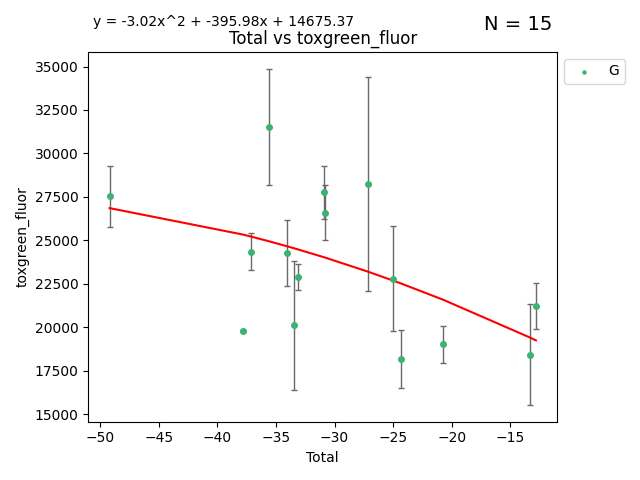 y = -3.02x^2 + -395.98x + 14675.37
N = 15
Total vs toxgreen_fluor
G
35000
32500
30000
27500
25000
22500
20000
17500
15000
toxgreen_fluor
−50
−45
−40
−35
−30
−25
−20
−15
Total